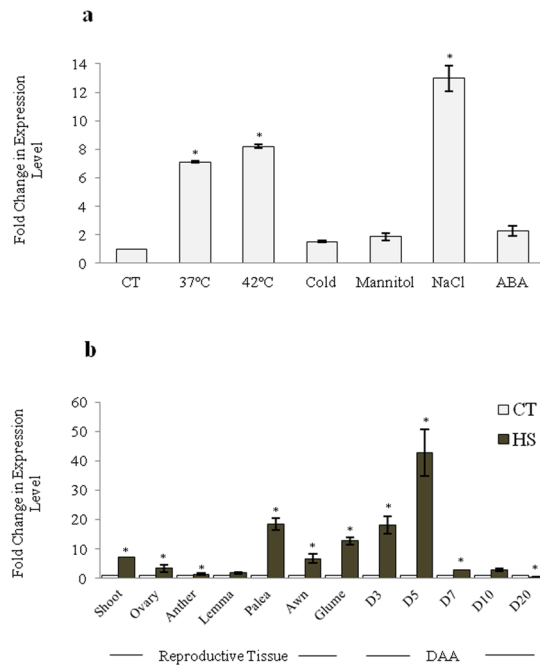 a
Fold Change in Expression
Level
14
12
10
8
6
4
2
0
*
*
*
CT
37°C
42°C
Cold
Mannitol
NaCl
ABA
b
Fold Change in Expression
Level
60
50
40
30
20
10
0
CT
HS
*
*
*
*
*
*
*
*
*
*
Shoot
Ovary
Anther
Lemma
Palea
Awn
Glume
D3
D5
D7
D10
D20
Reproductive Tissue
DAA